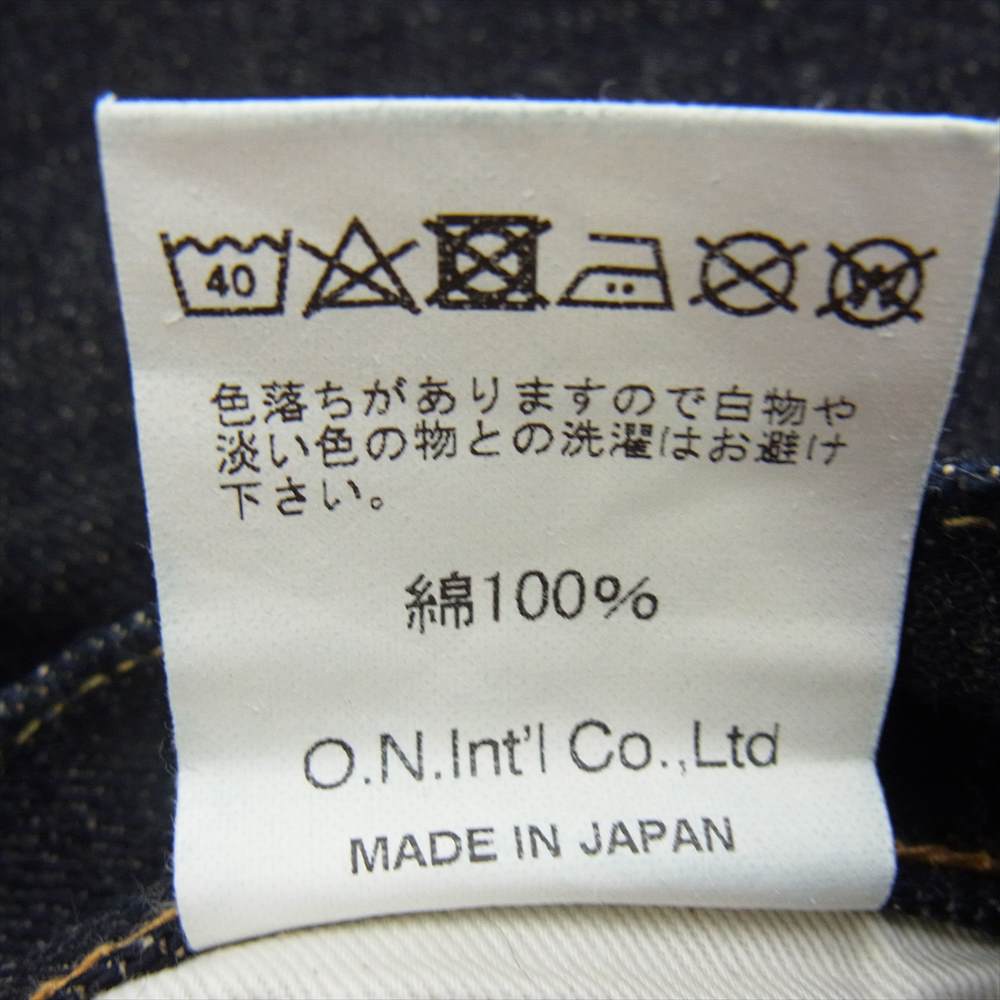 40
色落ちがありますので白物や
淡い色の物との洗濯はお避け
下さい。
綿100%
O.N.Int'l Co.,Ltd
MADE IN JAPAN